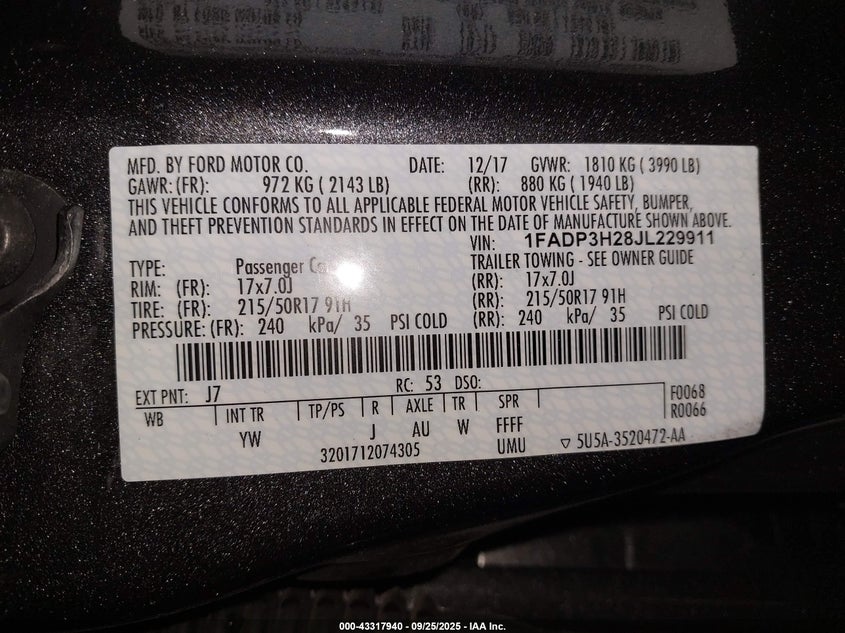 MFD. BY FORD MOTOR CO. DATE: 12/17 GVWR: 1810 KG ( 3990 LB)
GAWR: (FR): 972 KG ( 2143 LB) (RR): 880 KG ( 1940 LB)
THIS VEHICLE CONFORMS TO ALL APPLICABLE FEDERAL MOTOR VEHICLE SAFETY, BUMPER,
AND THEFT PREVENTION STANDARDS IN EFFECT ON THE DATE OF MANUFACTURE SHOWN ABOVE.
VIN: 1FADP3H28JL229911
TYPE: Passenger TRAILER TOWING - SEE OWNER GUIDE
RIM: (FR): 17x7.0J (RR): 17x7.0J
TIRE: (FR): 215/50R17 91H (RR): 215/50R17 91H
PRESSURE: (FR): 240 kPa/ 35 PSI COLD (RR): 240 kPa/ 35 PSI COLD
EXT PNT: J7 RC: 53 DSO:
WB INT TR TP/PS R AXLE TR SPR F0068
YW J AU W FFFF R0066
3201712074305 UMU ▽ 5U5A-3520472-AA
000-43317940 - 09/25/2025 - IAA Inc.